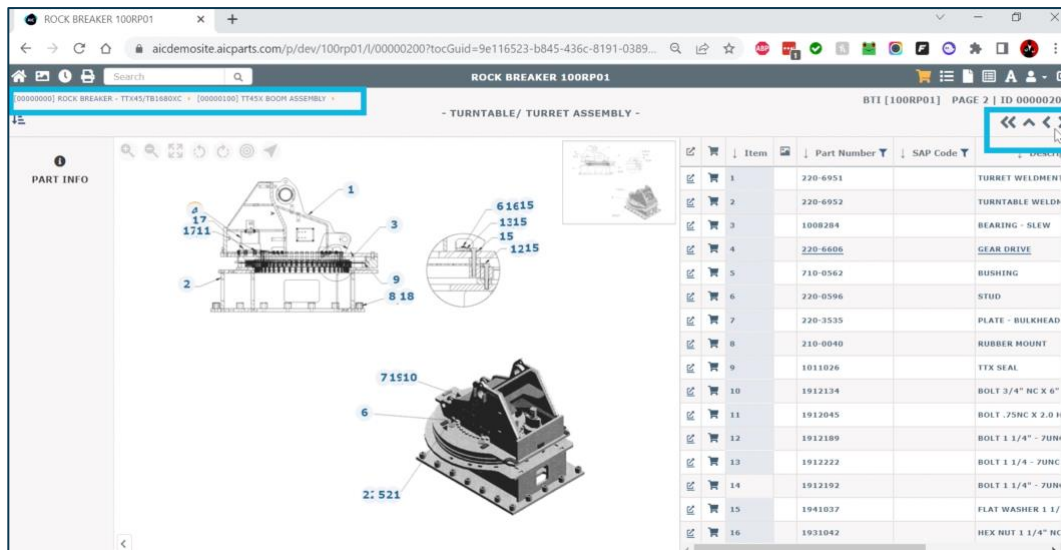 ROCK BREAKER 100RP01
aicdemosite.aicparts.com/p/dev/100rp01/l/00000200?tocGuid=9e116523-b845-436c-8191-0389...
ABP
1
Search
ROCK BREAKER 100RP01
A
[00000000] ROCK BREAKER - TTX45/TB1680XC
[00000100] TT45X BOOM ASSEMBLY
BTI [100RP01] PAGE 2 | ID 0000020
- TURNTABLE/ TURRET ASSEMBLY -
PART INFO
Item Part Number SAP Code
1 220-6951 TURRET WELDMENT
2 220-6952 TURNTABLE WELDM
3 1008284 BEARING - SLEW
4 220-6606 GEAR DRIVE
5 710-0562 BUSHING
6 220-0596 STUD
7 220-3535 PLATE - BULKHEAD
8 210-0040 RUBBER MOUNT
9 1011026 TTX SEAL
10 1912134 BOLT 3/4" NC X 6"
11 1912045 BOLT .75NC X 2.0 H
12 1912189 BOLT 1 1/4" - 7UN
13 1912222 BOLT 1 1/4 - 7UNC
14 1912192 BOLT 1 1/4" - 7UN
15 1941037 FLAT WASHER 1 1/
16 1931042 HEX NUT 1 1/4" NC
1
3
2
9
8 18
17
1711
61615
1315
15
1215
6